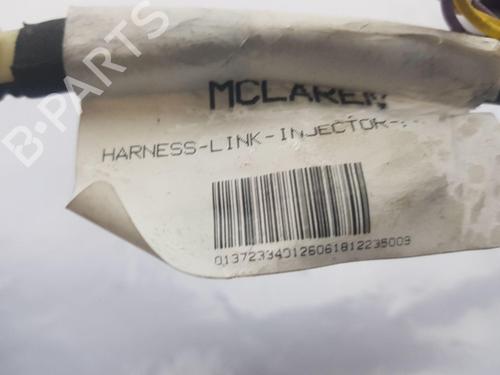 MCLAREN
HARNESS-LINK-INJECTOR-
013723340126061812235009
B-PARTS